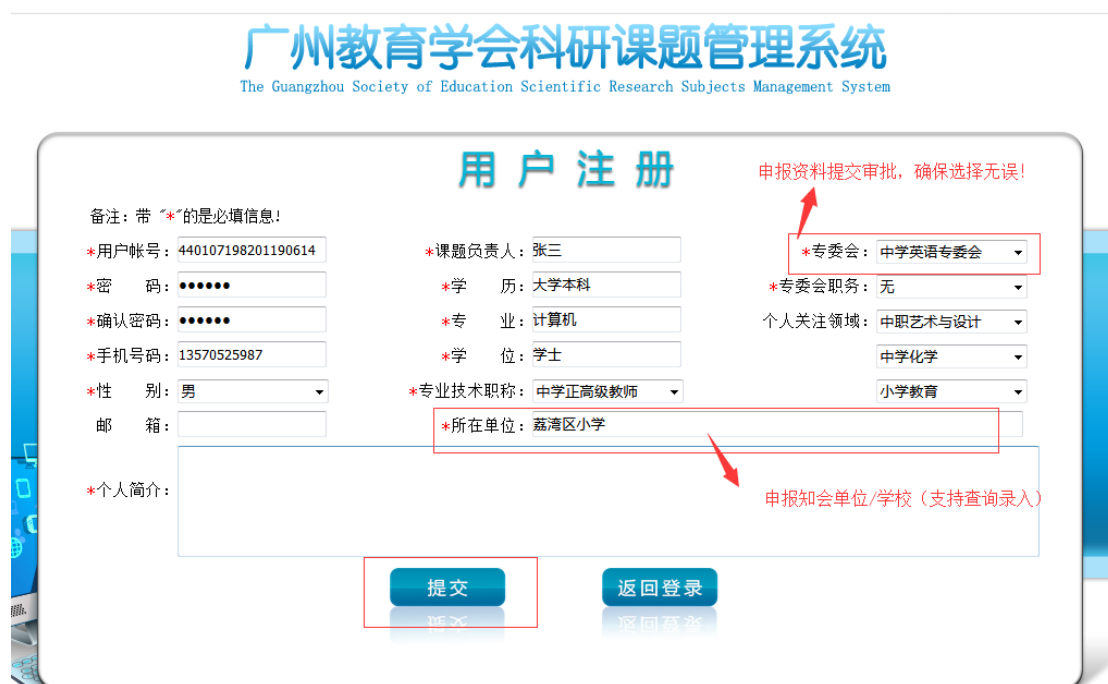 广州教育学会科研课题管理系统
The Guangzhou Society of Education Scientific Research Subjects Management System
用户注册
申报资料提交审批，确保选择无误！
备注：带“*”的是必填信息！
*用户帐号：440107198201190614 *课题负责人：张三 *专委会：中学英语专委会
*密 码：●●●●●● *学 历：大学本科 *专委会职务：无
*确认密码：●●●●●● *专 业：计算机 个人关注领域：中职艺术与设计
*手机号码：13570525987 *学 位：学士 中学化学
*性 别：男 *专业技术职称：中学正高级教师 小学教育
邮 箱： *所在单位：荔湾区小学
*个人简介：
申报知会单位/学校（支持查询录入）
提交 返回登录